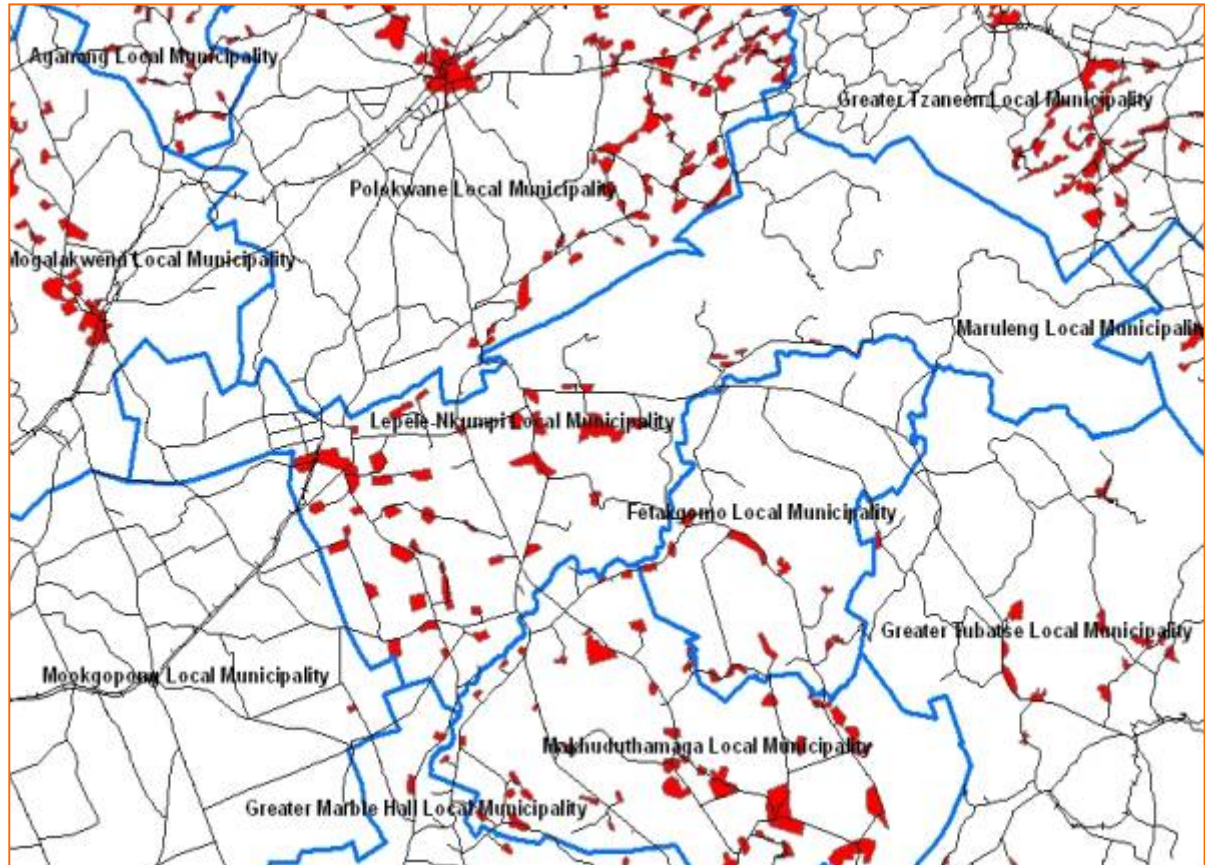 Aganang Local Municipality
Greater Tzaneem Local Municipality
Polokwane Local Municipality
Mogalakwena Local Municipality
Maruleng Local Municipality
Lepele-Nkumpi Local Municipality
Fetakgomo Local Municipality
Greater Tubatse Local Municipality
Mookgopong Local Municipality
Makhuduthamaga Local Municipality
Greater Marble Hall Local Municipality